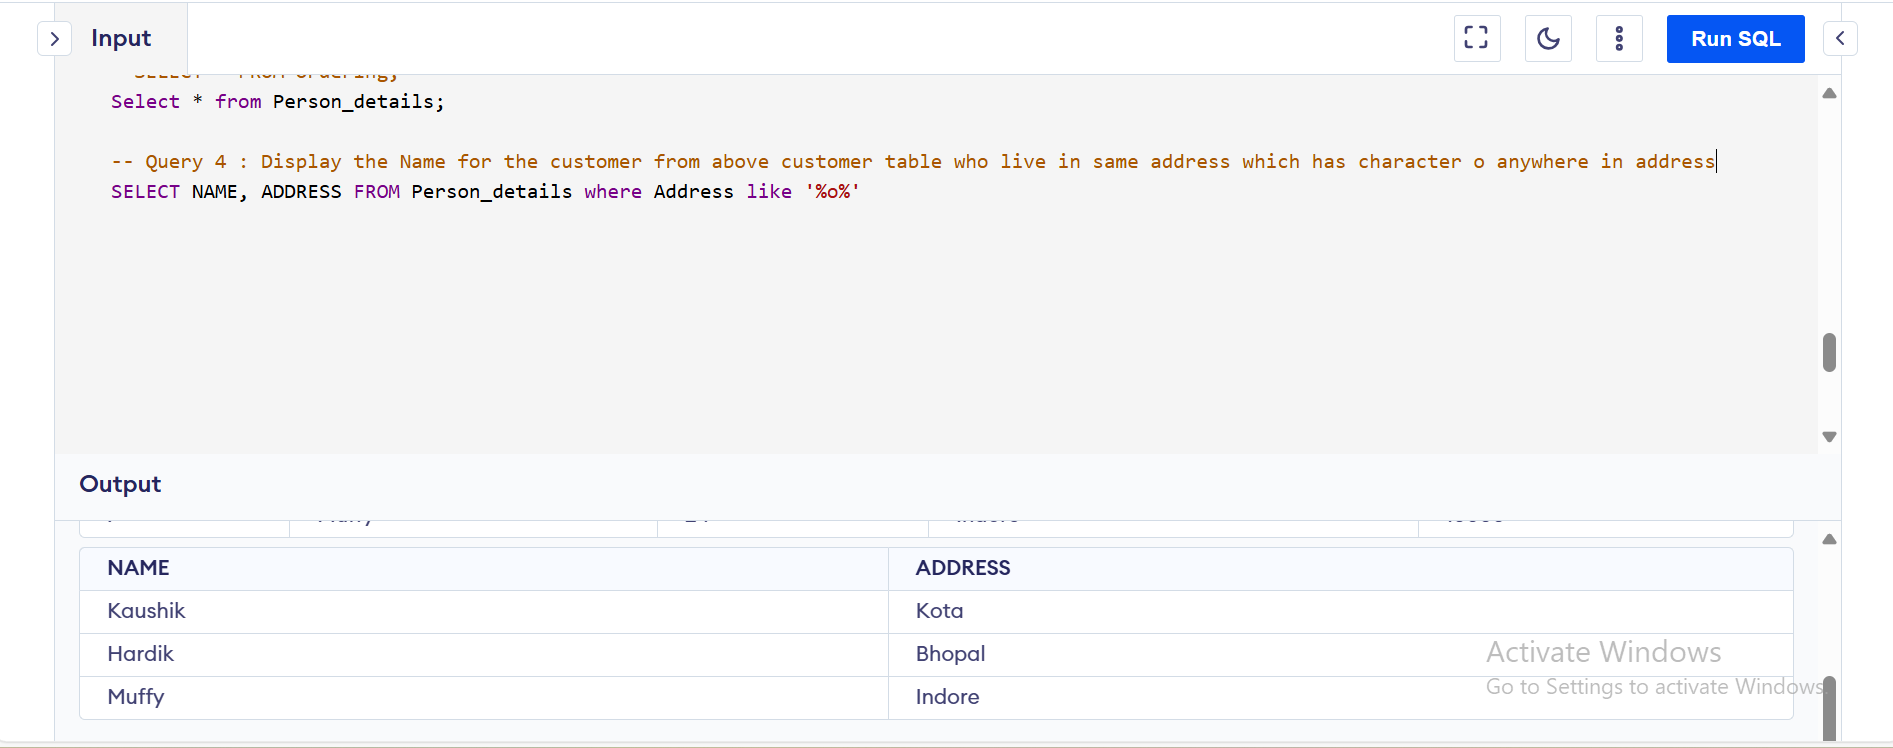 Input
Run SQL
Select * from Person_details;
-- Query 4 : Display the Name for the customer from above customer table who live in same address which has character o anywhere in address
SELECT NAME, ADDRESS FROM Person_details where Address like '%o%'
Output
NAME ADDRESS
Kaushik Kota
Hardik Bhopal
Muffy Indore
Activate Windows
Go to Settings to activate Windows.